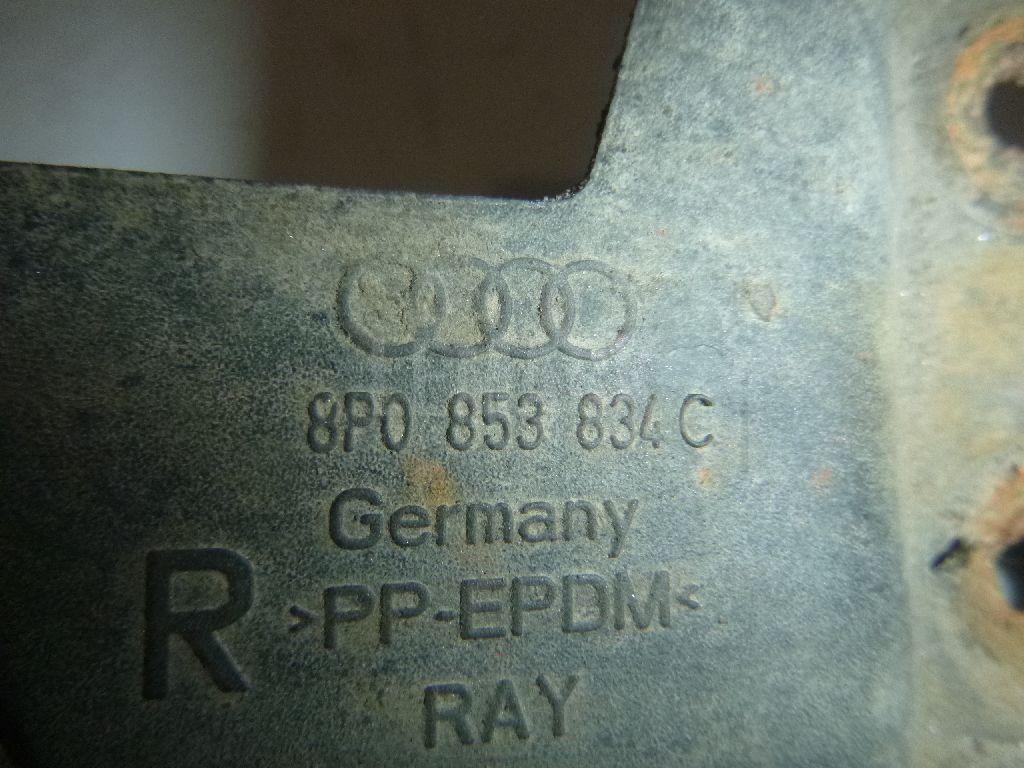 8P0 853 834 C
Germany
R >PP-EPDM<
RAY